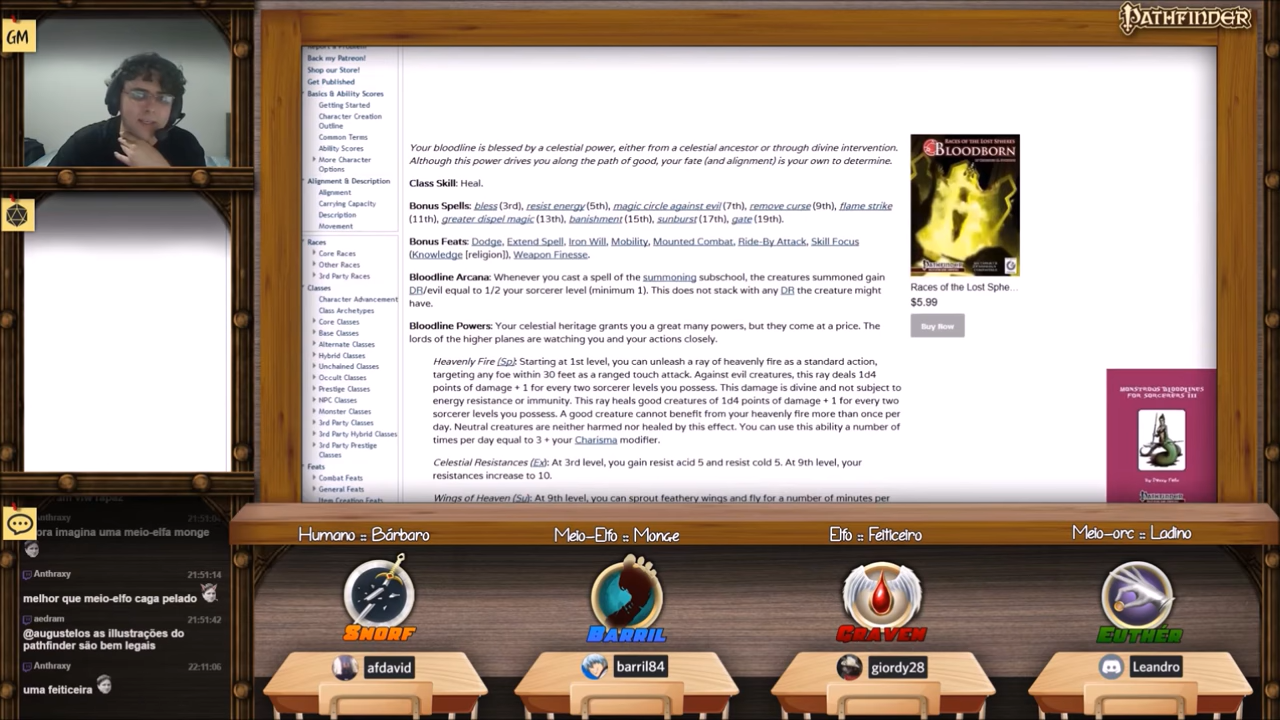 GM
PATHFINDER
Report a Problem
Back my Patreon!
Shop our Store!
Get Published
Basics & Ability Scores
Getting Started
Character Creation
Outline
Common Terms
Ability Scores
More Character
Options
Alignment & Description
Alignment
Carrying Capacity
Description
Movement
Races
Core Races
Other Races
3rd Party Races
Classes
Character Advancement
Class Archetypes
Core Classes
Base Classes
Alternate Classes
Hybrid Classes
Unchained Classes
Occult Classes
Prestige Classes
NPC Classes
Monster Classes
3rd Party Classes
3rd Party Hybrid Classes
3rd Party Prestige
Classes
Feats
Combat Feats
General Feats
Item Creation Feats
Your bloodline is blessed by a celestial power, either from a celestial ancestor or through divine intervention.
Although this power drives you along the path of good, your fate (and alignment) is your own to determine.
Class Skill: Heal.
Bonus Spells: bless (3rd), resist energy (5th), magic circle against evil (7th), remove curse (9th), flame strike
(11th), greater dispel magic (13th), banishment (15th), sunburst (17th), gate (19th).
Bonus Feats: Dodge, Extend Spell, Iron Will, Mobility, Mounted Combat, Ride-By Attack, Skill Focus
(Knowledge [religion]), Weapon Finesse.
Bloodline Arcana: Whenever you cast a spell of the summoning subschool, the creatures summoned gain
DR/evil equal to 1/2 your sorcerer level (minimum 1). This does not stack with any DR the creature might
have.
Bloodline Powers: Your celestial heritage grants you a great many powers, but they come at a price. The
lords of the higher planes are watching you and your actions closely.
Heavenly Fire (Sp): Starting at 1st level, you can unleash a ray of heavenly fire as a standard action,
targeting any foe within 30 feet as a ranged touch attack. Against evil creatures, this ray deals 1d4
points of damage + 1 for every two sorcerer levels you possess. This damage is divine and not subject to
energy resistance or immunity. This ray heals good creatures of 1d4 points of damage + 1 for every two
sorcerer levels you possess. A good creature cannot benefit from your heavenly fire more than once per
day. Neutral creatures are neither harmed nor healed by this effect. You can use this ability a number of
times per day equal to 3 + your Charisma modifier.
Celestial Resistances (Ex): At 3rd level, you gain resist acid 5 and resist cold 5. At 9th level, your
resistances increase to 10.
Wings of Heaven (Su): At 9th level, you can sprout feathery wings and fly for a number of minutes per
RACES OF THE LOST SPHERES
BLOODBORN
Races of the Lost Sphe...
$5.99
Buy Now
MONSTROUS BLOODLINES
FOR SORCERERS III
PATHFINDER
Anthraxy 21:51:04
ora imagina uma meio-elfa monge
Anthraxy 21:51:14
melhor que meio-elfo caga pelado
aedram 21:51:42
@augustelos as illustrações do
pathfinder são bem legais
Anthraxy 22:11:06
uma feiticeira
Humano :: Bárbaro
Meio-Elfo :: Monge
Elfo :: Feiticeiro
Meio-orc :: Ladino
SNORF
BARRIL
CRAVEN
EUTHÉR
afdavid
barril84
giordy28
Leandro